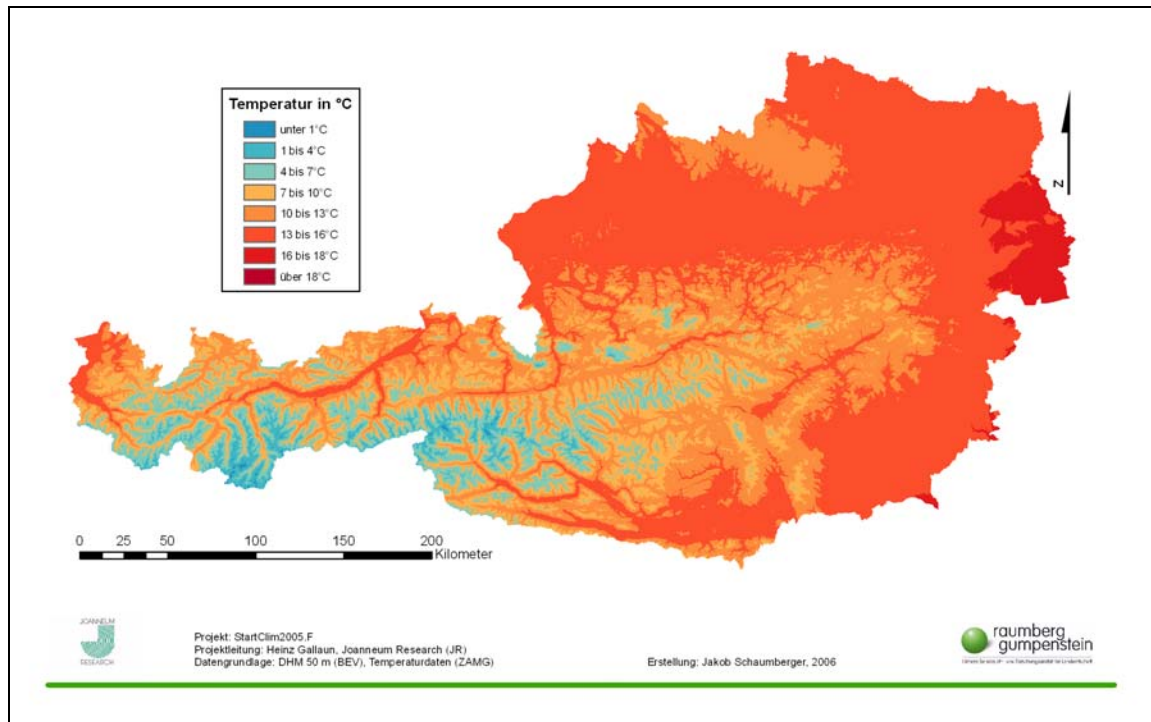 Temperatur in °C
unter 1°C
1 bis 4°C
4 bis 7°C
7 bis 10°C
10 bis 13°C
13 bis 16°C
16 bis 18°C
über 18°C
N
0 25 50 100 150 200
Kilometer
JOANNEUM
RESEARCH
Projekt: StartClim2005.F
Projektleitung: Heinz Gallaun, Joanneum Research (JR)
Datengrundlage: DHM 50 m (BEV), Temperaturdaten (ZAMG)
Erstellung: Jakob Schaumberger, 2006
raumberg
gumpenstein